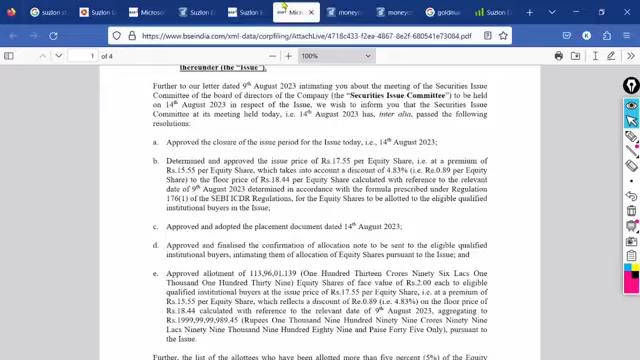 Suzlon st
Suzlon E
Microsoft
Suzlon E
Suzlon E
Micros
moneyco
moneyco
goldman
Suzlon E
https://www.bseindia.com/xml-data/corpfiling/AttachLive/4718c433-f2ea-4867-8e2f-680571e73084.pdf
1 of 4
100%
thereunder (the "Issue").
Further to our letter dated 9th August 2023 intimating you about the meeting of the Securities Issue
Committee of the board of directors of the Company (the "Securities Issue Committee") to be held
on 14th August 2023 in respect of the Issue, we wish to inform you that the Securities Issue
Committee at its meeting held today, i.e. 14th August 2023 has, inter alia, passed the following
resolutions:
a. Approved the closure of the issue period for the Issue today, i.e., 14th August 2023;
b. Determined and approved the issue price of Rs.17.55 per Equity Share, i.e. at a premium of
Rs.15.55 per Equity Share, which takes into account a discount of 4.83% (i.e. Re.0.89 per Equity
Share) to the floor price of Rs.18.44 per Equity Share calculated with reference to the relevant
date of 9th August 2023 determined in accordance with the formula prescribed under Regulation
176(1) of the SEBI ICDR Regulations, for the Equity Shares to be allotted to the eligible qualified
institutional buyers in the Issue;
c. Approved and adopted the placement document dated 14th August 2023;
d. Approved and finalised the confirmation of allocation note to be sent to the eligible qualified
institutional buyers, intimating them of allocation of Equity Shares pursuant to the Issue; and
e. Approved allotment of 113,96,01,139 (One Hundred Thirteen Crores Ninety Six Lacs One
Thousand One Hundred Thirty Nine) Equity Shares of face value of Rs.2.00 each to eligible
qualified institutional buyers at the issue price of Rs.17.55 per Equity Share, i.e. at a premium of
Rs.15.55 per Equity Share, which reflects a discount of Re.0.89 (i.e. 4.83%) on the floor price of
Rs.18.44 calculated with reference to the relevant date of 9th August 2023, aggregating to
Rs.1999,99,99,989.45 (Rupees One Thousand Nine Hundred Ninety Nine Crores Ninety Nine
Lacs Ninety Nine Thousand Nine Hundred Eighty Nine and Paise Forty Five Only), pursuant to
the Issue.
Further, the list of the allottees who have been allotted more than five percent (5%) of the Equity